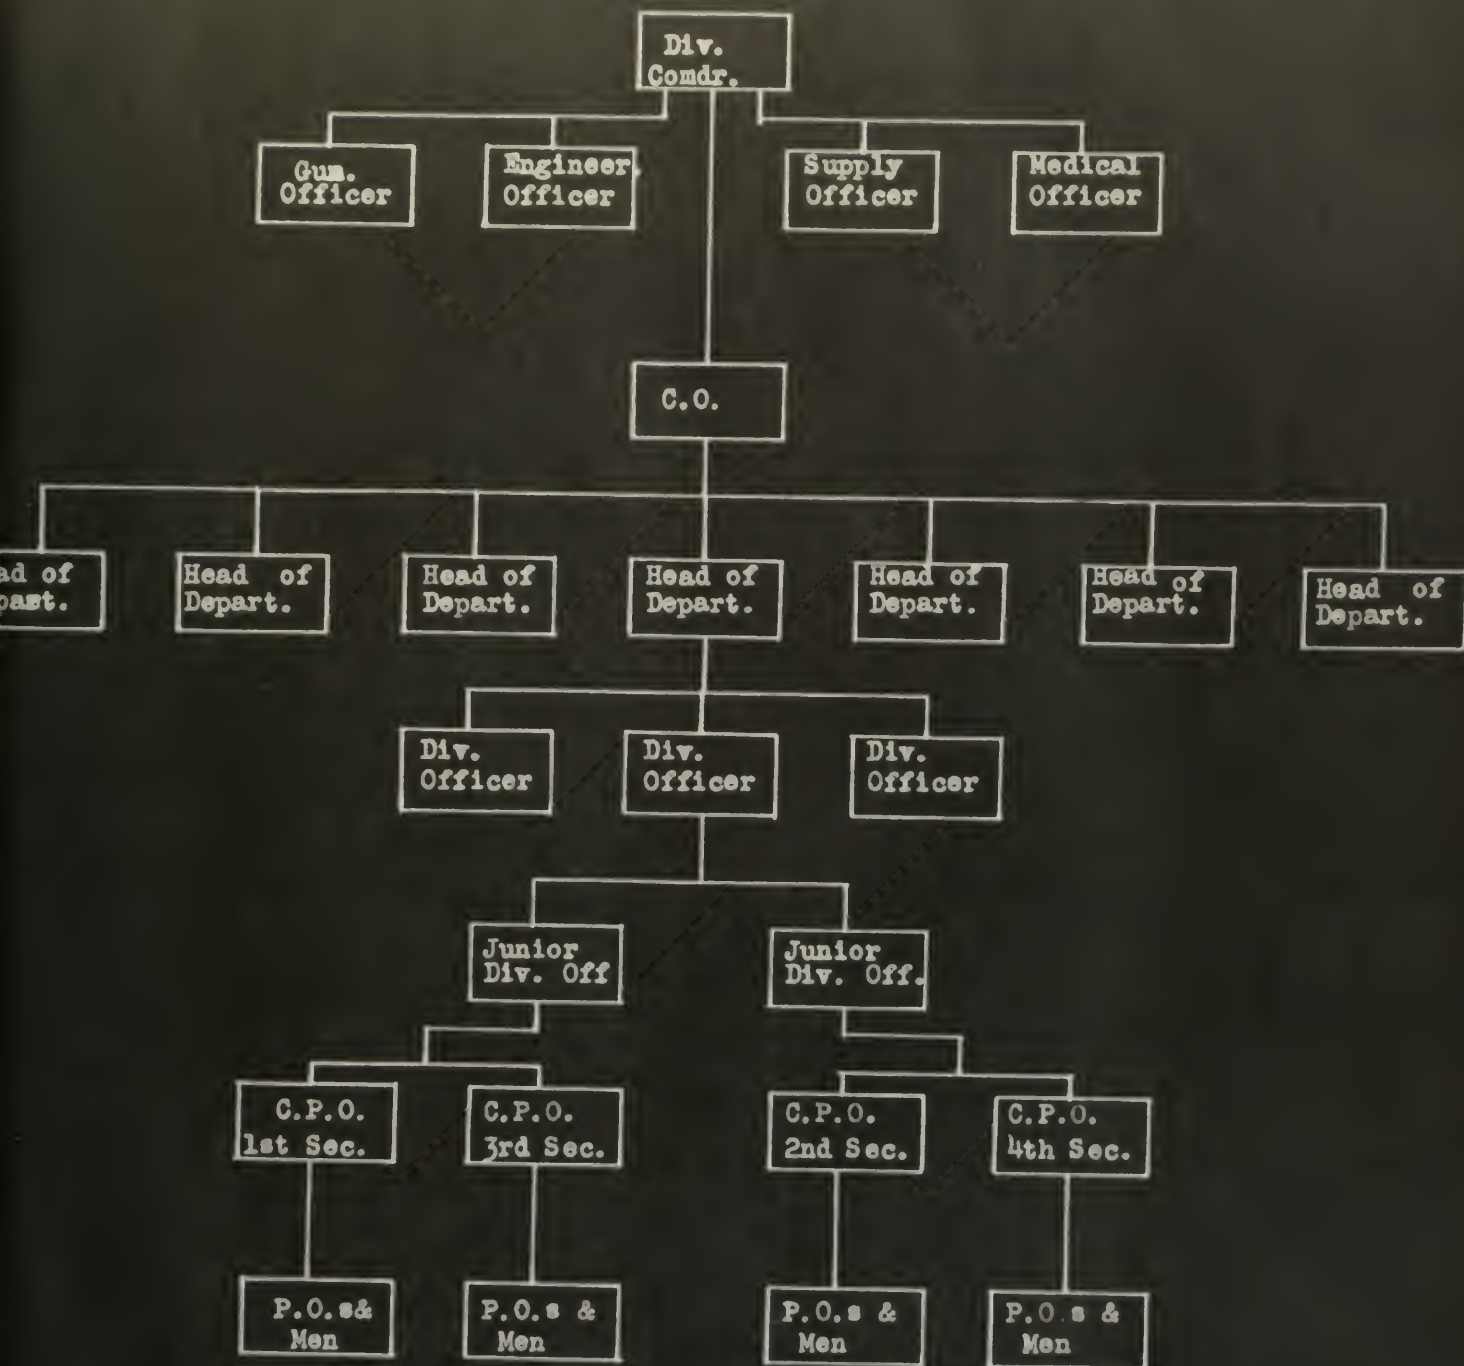 Div.
Comdr.
Gun.
Officer
Engineer.
Officer
Supply
Officer
Medical
Officer
C.O.
ad of
part.
Head of
Depart.
Head of
Depart.
Head of
Depart.
Head of
Depart.
Head of
Depart.
Head of
Depart.
Div.
Officer
Div.
Officer
Div.
Officer
Junior
Div. Off
Junior
Div. Off.
C.P.O.
1st Sec.
C.P.O.
3rd Sec.
C.P.O.
2nd Sec.
C.P.O.
4th Sec.
P.O.s&
Men
P.O.s &
Men
P.O.s &
Men
P.O.s &
Men